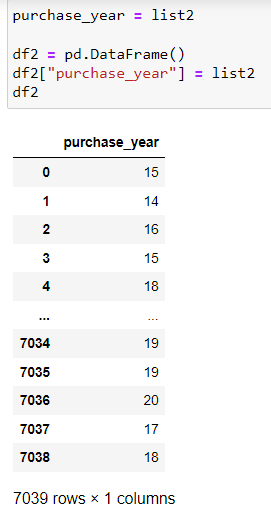 purchase_year = list2
df2 = pd.DataFrame()
df2["purchase_year"] = list2
df2
purchase_year
0 15
1 14
2 16
3 15
4 18
... ...
7034 19
7035 19
7036 20
7037 17
7038 18
7039 rows × 1 columns